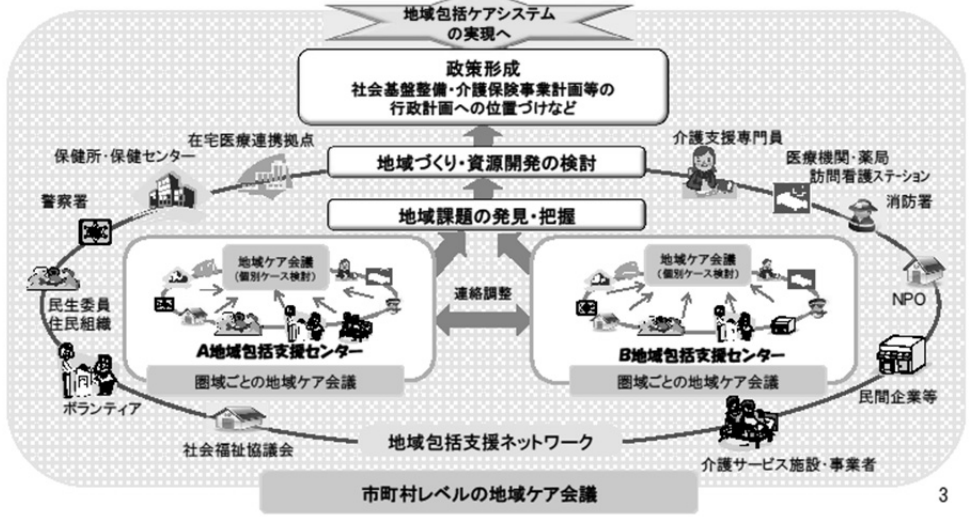 地域包括ケアシステム
の実現へ
政策形成
社会基盤整備・介護保険事業計画等の
行政計画への位置づけなど
在宅医療連携拠点
介護支援専門員
保健所・保健センター
地域づくり・資源開発の検討
医療機関・薬局
訪問看護ステーション
警察署
地域課題の発見・把握
消防署
地域ケア会議
(個別ケース検討)
地域ケア会議
(個別ケース検討)
連絡調整
民生委員
住民組織
NPO
A地域包括支援センター
B地域包括支援センター
圏域ごとの地域ケア会議
圏域ごとの地域ケア会議
ボランティア
民間企業等
社会福祉協議会
地域包括支援ネットワーク
介護サービス施設・事業者
市町村レベルの地域ケア会議
3